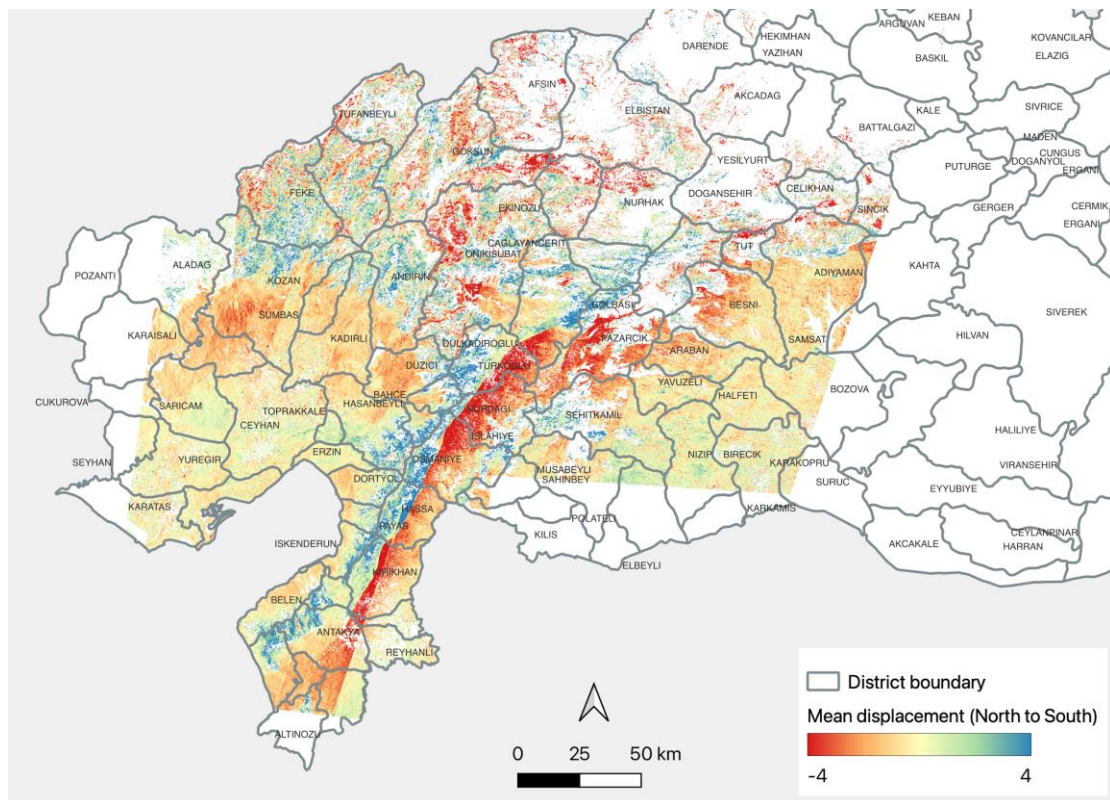 ARGUVAN
KEBAN
DARENDE
HEKIMHAN
YAZIHAN
KOVANCILAR
ELAZIG
BASKIL
AFSIN
AKCADAG
TUFANBEYLI
ELBISTAN
KALE
SIVRICE
BATTALGAZI
MADEN
GOKSUN
YESILYURT
CUNGUS
DOGANYOL
ERGANI
PUTURGE
FEKE
DOGANSEHIR
CELIKHAN
NURHAK
EKINOZU
SINCIK
GERGER
CERMIK
ERGANI
CAGLAYANCERIT
ONIKISUBAT
TUT
ALADAG
POZANTI
KOZAN
ANDIRIN
ADIYAMAN
KAHTA
GOLBASI
BESNI
SUMBAS
SIVEREK
KARAISALI
KADIRLI
DULKADIROGLU
PAZARCIK
SAMSAT
HILVAN
ARABAN
DUZICI
TURKOGLU
YAVUZELI
BOZOVA
CUKUROVA
SARICAM
BAHCE
HASANBEYLI
HALFETI
TOPRAKKALE
NURDAGI
SEHITKAMIL
CEYHAN
HALILIYE
ISLAHIYE
ERZIN
NIZIP
BIRECIK
KARAKOPRU
SEYHAN
YUREGIR
OSMANIYE
MUSABEYLI
SAHINBEY
VIRANSEHIR
DORTYOL
SURUC
EYYUBIYE
KARATAS
HASSA
KARKAMIS
POLATELI
PAYAS
KILIS
CEYLANPINAR
ISKENDERUN
AKCAKALE
HARRAN
ELBEYLI
KIRIKHAN
BELEN
ANTAKYA
REYHANLI
ALTINOZU
District boundary
Mean displacement (North to South)
-4 4
0 25 50 km